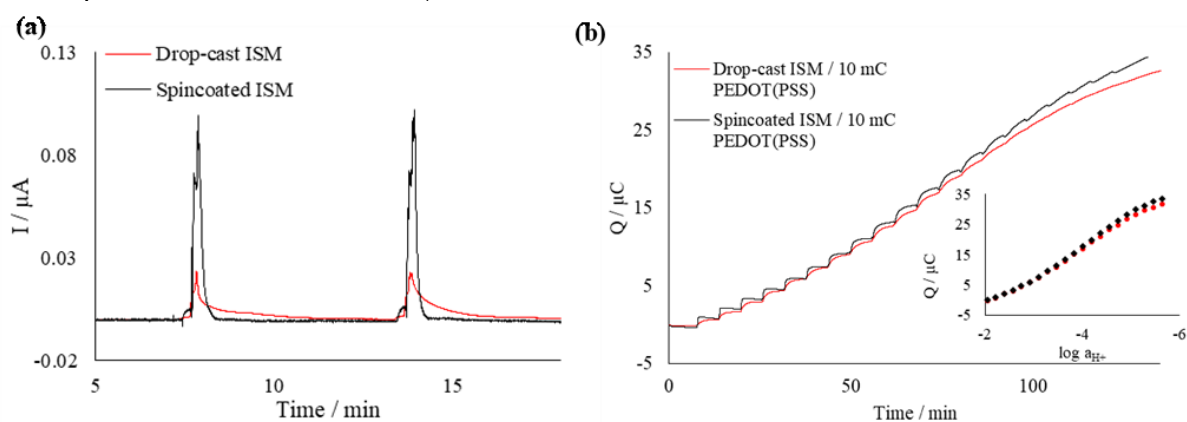 (a)
0.13
0.08
0.03
-0.02
I / µA
Drop-cast ISM
Spincoated ISM
5
10
15
Time / min
(b)
35
25
15
5
-5
Q / µC
Drop-cast ISM / 10 mC
PEDOT(PSS)
Spincoated ISM / 10 mC
PEDOT(PSS)
35
25
15
5
-5
Q / µC
-2
-4
-6
log aH+
0
50
100
Time / min